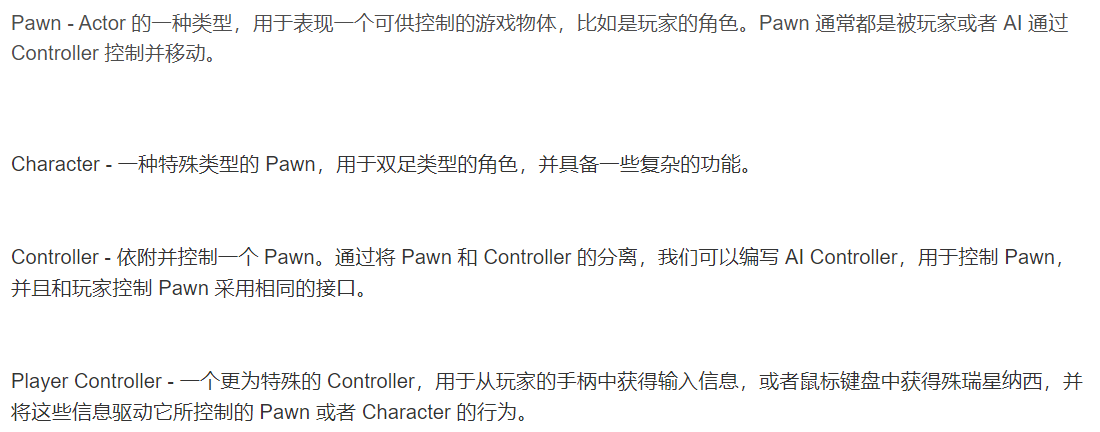 Pawn - Actor 的一种类型，用于表现一个可供控制的游戏物体，比如是玩家的角色。Pawn 通常都是被玩家或者 AI 通过
Controller 控制并移动。
Character - 一种特殊类型的 Pawn，用于双足类型的角色，并具备一些复杂的功能。
Controller - 依附并控制一个 Pawn。通过将 Pawn 和 Controller 的分离，我们可以编写 AI Controller，用于控制 Pawn，
并且和玩家控制 Pawn 采用相同的接口。
Player Controller - 一个更为特殊的 Controller，用于从玩家的手柄中获得输入信息，或者鼠标键盘中获得殊瑞星纳西，并
将这些信息驱动它所控制的 Pawn 或者 Character 的行为。